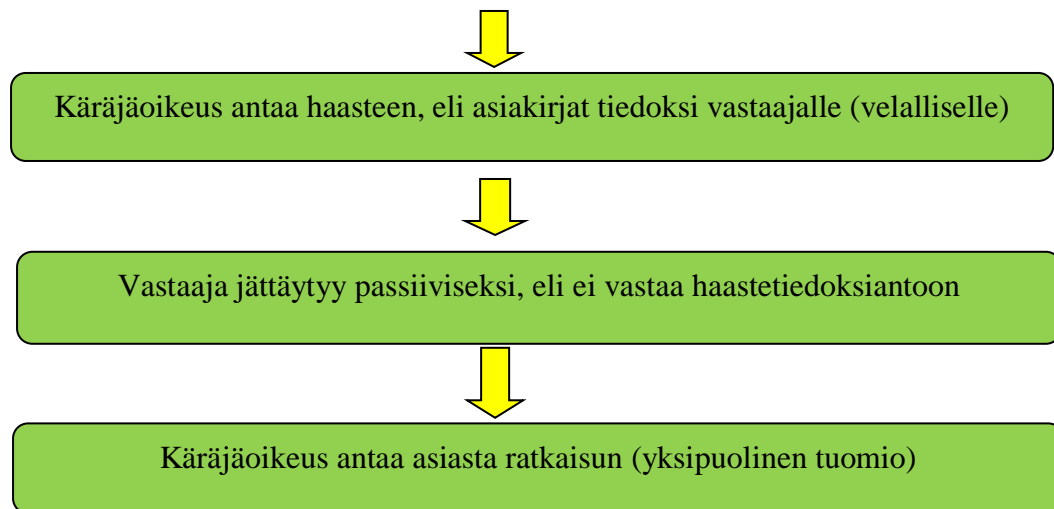 Käräjäoikeus antaa haasteen, eli asiakirjat tiedoksi vastaajalle (velalliselle)
Vastaaja jättäytyy passiiviseksi, eli ei vastaa haastetiedoksiantoon
Käräjäoikeus antaa asiasta ratkaisun (yksipuolinen tuomio)